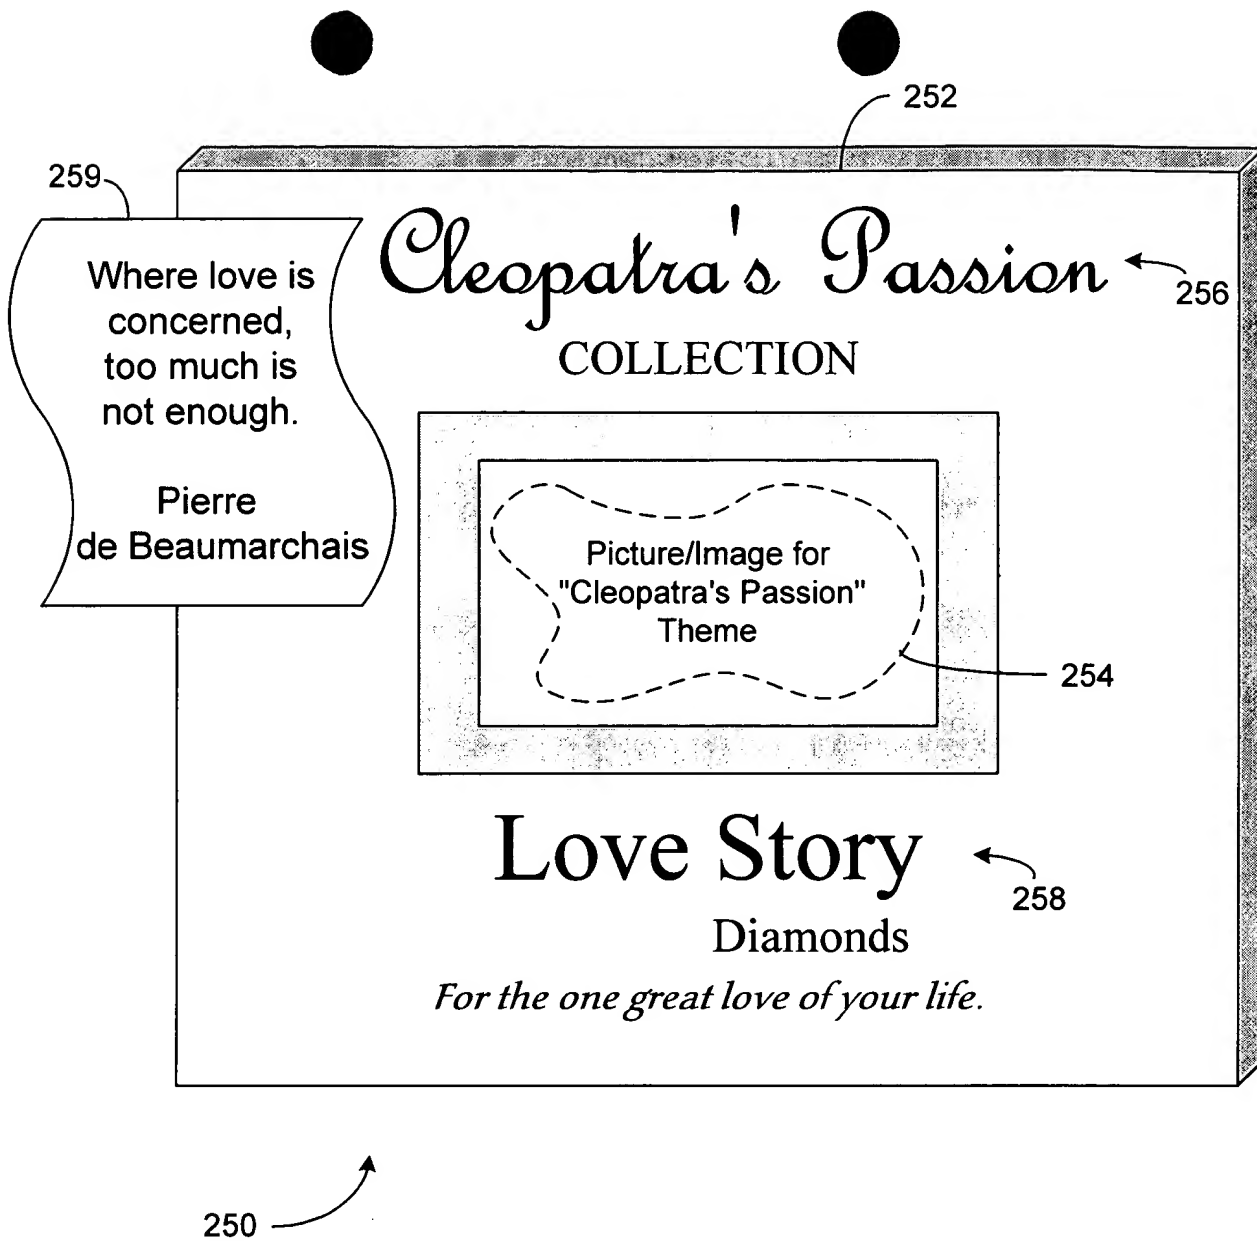 252
259
Where love is
concerned,
too much is
not enough.
Pierre
de Beaumarchais
Cleopatra's Passion
256
COLLECTION
Picture/Image for
"Cleopatra's Passion"
Theme
254
Love Story
258
Diamonds
For the one great love of your life.
250